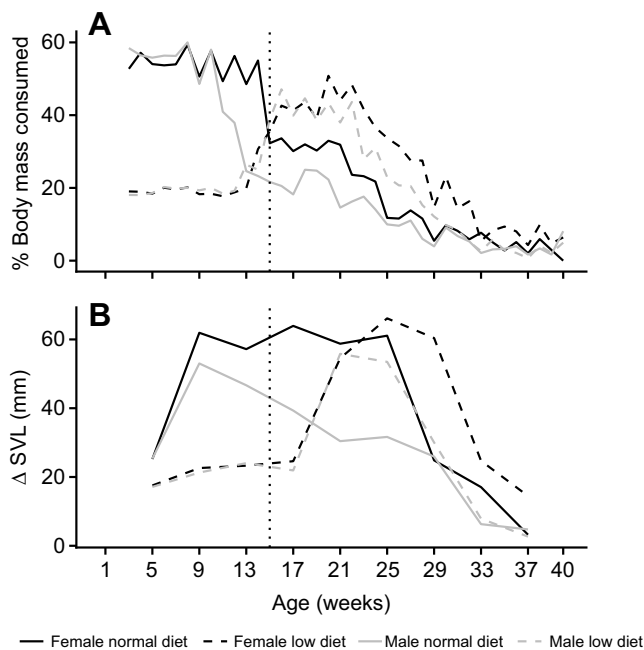 A
60
40
20
0
% Body mass consumed
B
60
40
20
0
Δ SVL (mm)
1 5 9 13 17 21 25 29 33 37 40
Age (weeks)
Female normal diet Female low diet Male normal diet Male low diet